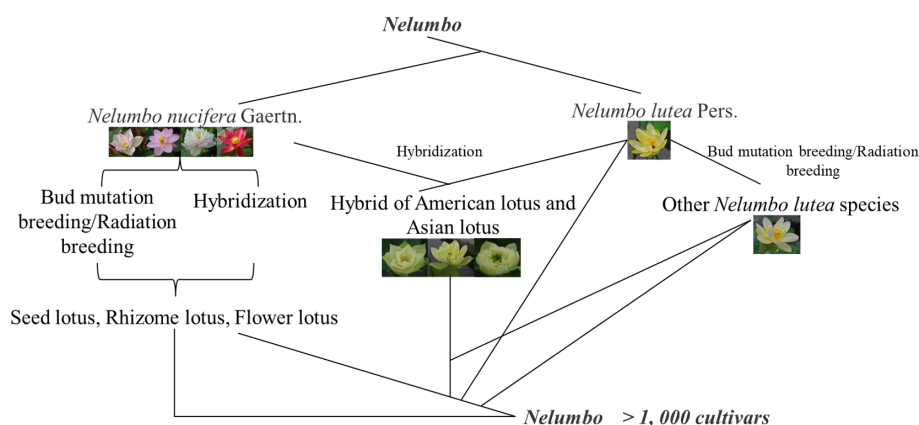 Nelumbo
Nelumbo nucifera Gaertn.
Nelumbo lutea Pers.
Hybridization
Bud mutation breeding/Radiation
breeding
Bud mutation
breeding/Radiation
breeding
Hybridization
Hybrid of American lotus and
Asian lotus
Other Nelumbo lutea species
Seed lotus, Rhizome lotus, Flower lotus
Nelumbo > 1, 000 cultivars